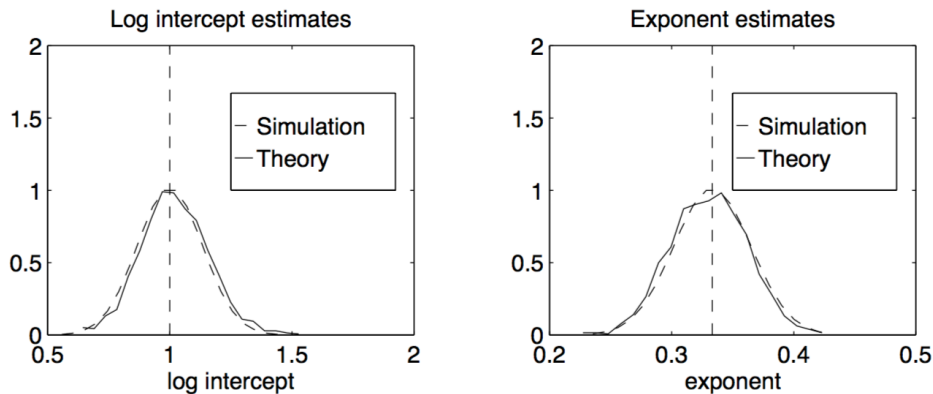 Log intercept estimates
2
1.5
1
0.5
0
0.5
1
1.5
2
log intercept
Simulation
Theory
Exponent estimates
2
1.5
1
0.5
0
0.2
0.3
0.4
0.5
exponent
Simulation
Theory